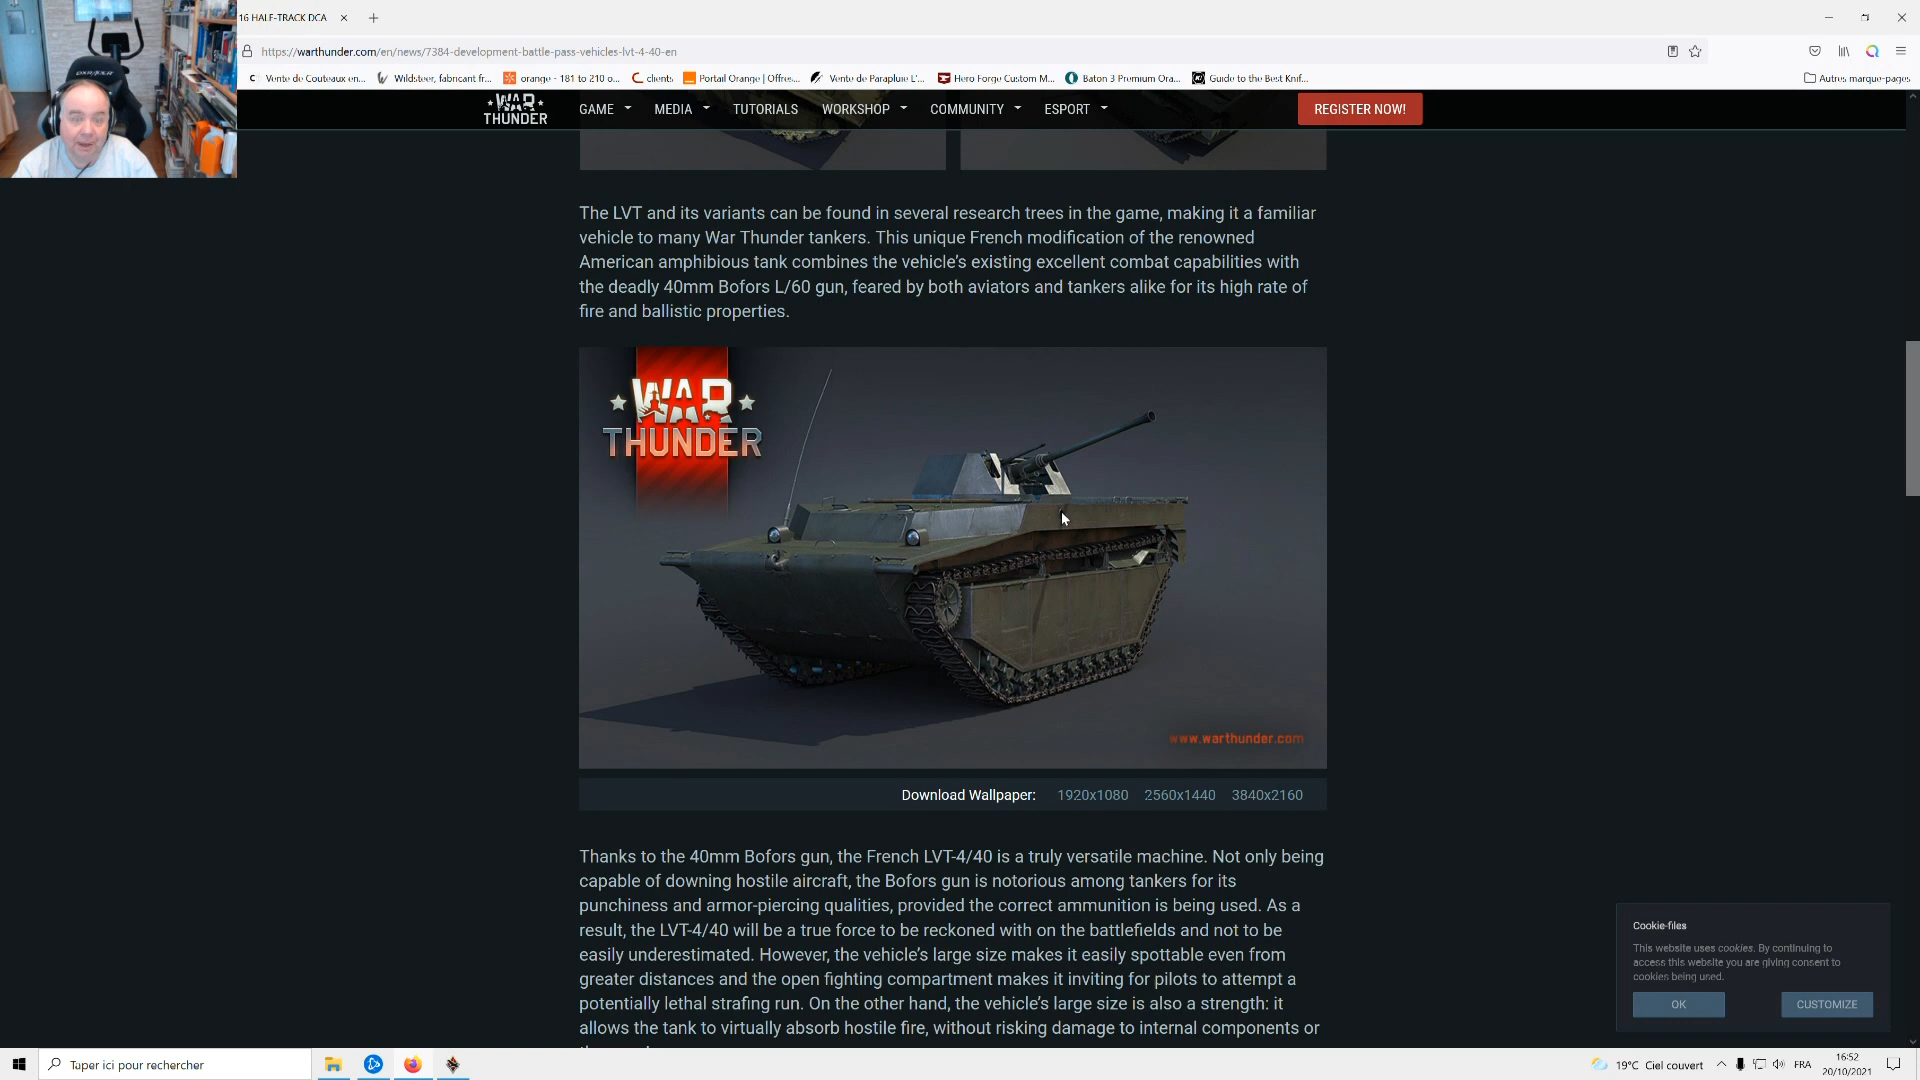 16 HALF-TRACK DCA
https://warthunder.com/en/news/7384-development-battle-pass-vehicles-lvt-4-40-en
Vente de Couteaux en... Wildsteer, fabricant fr... orange - 181 to 210 o... clients Portail Orange | Offres... Vente de Parapluie L'... Hero Forge Custom M... Baton 3 Premium Ora... Guide to the Best Knif... Autres marque-pages
WAR THUNDER GAME MEDIA TUTORIALS WORKSHOP COMMUNITY ESPORT REGISTER NOW!
The LVT and its variants can be found in several research trees in the game, making it a familiar
vehicle to many War Thunder tankers. This unique French modification of the renowned
American amphibious tank combines the vehicle's existing excellent combat capabilities with
the deadly 40mm Bofors L/60 gun, feared by both aviators and tankers alike for its high rate of
fire and ballistic properties.
WAR
THUNDER
www.warthunder.com
Download Wallpaper: 1920x1080 2560x1440 3840x2160
Thanks to the 40mm Bofors gun, the French LVT-4/40 is a truly versatile machine. Not only being
capable of downing hostile aircraft, the Bofors gun is notorious among tankers for its
punchiness and armor-piercing qualities, provided the correct ammunition is being used. As a
result, the LVT-4/40 will be a true force to be reckoned with on the battlefields and not to be
easily underestimated. However, the vehicle's large size makes it easily spottable even from
greater distances and the open fighting compartment makes it inviting for pilots to attempt a
potentially lethal strafing run. On the other hand, the vehicle's large size is also a strength: it
allows the tank to virtually absorb hostile fire, without risking damage to internal components or
Cookie-files
This website uses cookies. By continuing to
access this website you are giving consent to
cookies being used.
OK CUSTOMIZE
Taper ici pour rechercher
19°C Ciel couvert FRA
16:52
20/10/2021